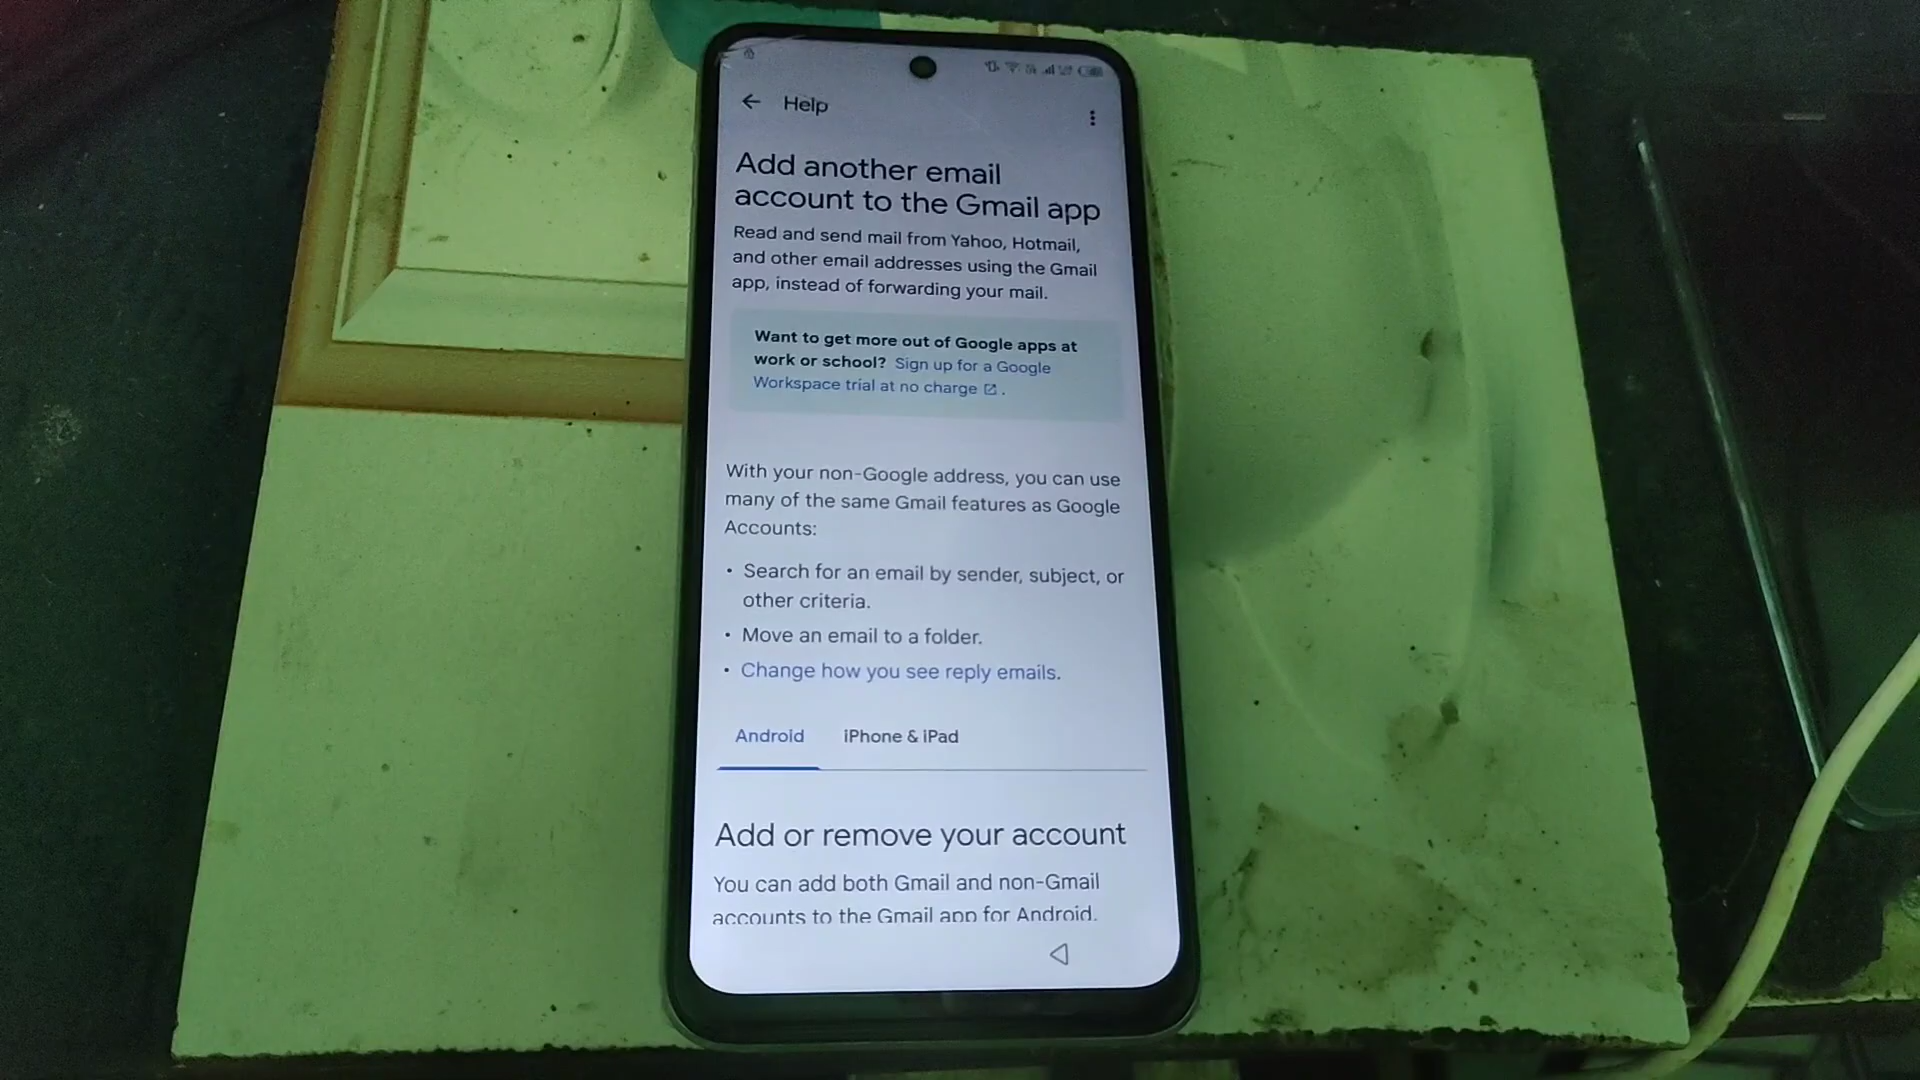 Help
Add another email
account to the Gmail app
Read and send mail from Yahoo, Hotmail,
and other email addresses using the Gmail
app, instead of forwarding your mail.
Want to get more out of Google apps at
work or school? Sign up for a Google
Workspace trial at no charge .
With your non-Google address, you can use
many of the same Gmail features as Google
Accounts:
• Search for an email by sender, subject, or
other criteria.
• Move an email to a folder.
• Change how you see reply emails.
Android iPhone & iPad
Add or remove your account
You can add both Gmail and non-Gmail
accounts to the Gmail app for Android.